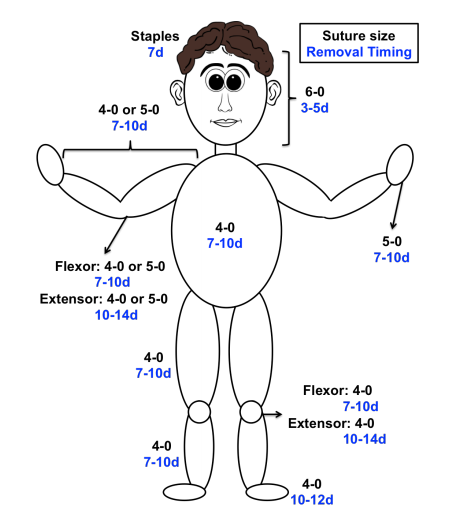 Staples
7d
Suture size
Removal Timing
6-0
3-5d
4-0 or 5-0
7-10d
4-0
7-10d
5-0
7-10d
Flexor: 4-0 or 5-0
7-10d
Extensor: 4-0 or 5-0
10-14d
4-0
7-10d
Flexor: 4-0
7-10d
Extensor: 4-0
10-14d
4-0
7-10d
4-0
10-12d